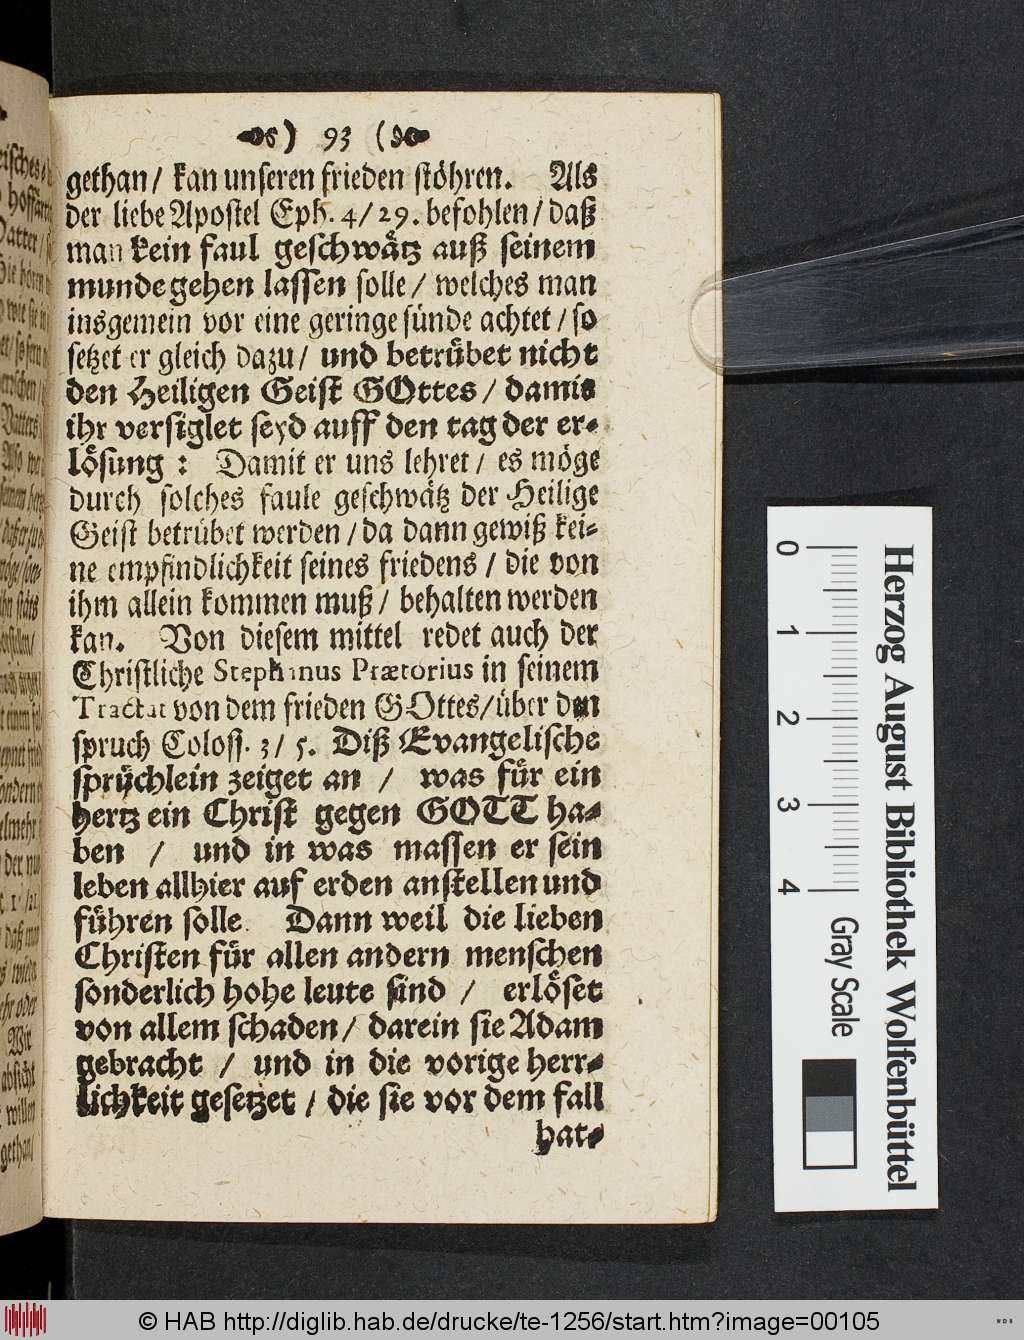 ) 93 (
gethan/ kan unseren frieden stöhren. Als
der liebe Apostel Eph. 4/29. befohlen/ daß
man kein faul geschwätz auß seinem
munde gehen lassen solle/ welches man
insgemein vor eine geringe sünde achtet/ so
setzet er gleich dazu/ und betrübet nicht
den Heiligen Geist GOttes/ damit
ihr versiglet seyd auff den tag der er-
lösung: Damit er uns lehret/ es möge
durch solches faule geschwätz der Heilige
Geist betrübet werden/ da dann gewiß kei-
ne empfindlichkeit seines friedens/ die von
ihm allein kommen muß/ behalten werden
kan. Von diesem mittel redet auch der
Christliche Stephanus Prætorius in seinem
Tractat von dem frieden GOttes/ über den
spruch Coloss. 3/ 5. Diß Evangelische
sprüchlein zeiget an / was für ein
hertz ein Christ gegen GOTT ha-
ben / und in was massen er sein
leben allhier auf erden anstellen und
führen solle. Dann weil die lieben
Christen für allen andern menschen
sonderlich hohe leute sind / erlöset
von allem schaden/ darein sie Adam
gebracht / und in die vorige herr-
lichkeit gesetzet / die sie vor dem fall
hat-
0 1 2 3 4
Gray Scale
Herzog August Bibliothek Wolfenbüttel
© HAB http://diglib.hab.de/drucke/te-1256/start.htm?image=00105